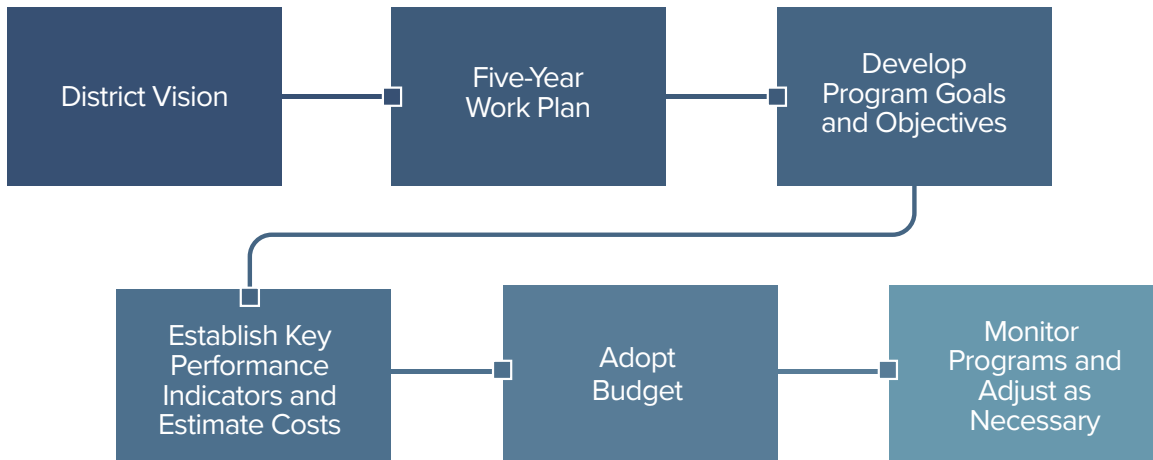 District Vision
Five-Year
Work Plan
Develop
Program Goals
and Objectives
Establish Key
Performance
Indicators and
Estimate Costs
Adopt
Budget
Monitor
Programs and
Adjust as
Necessary